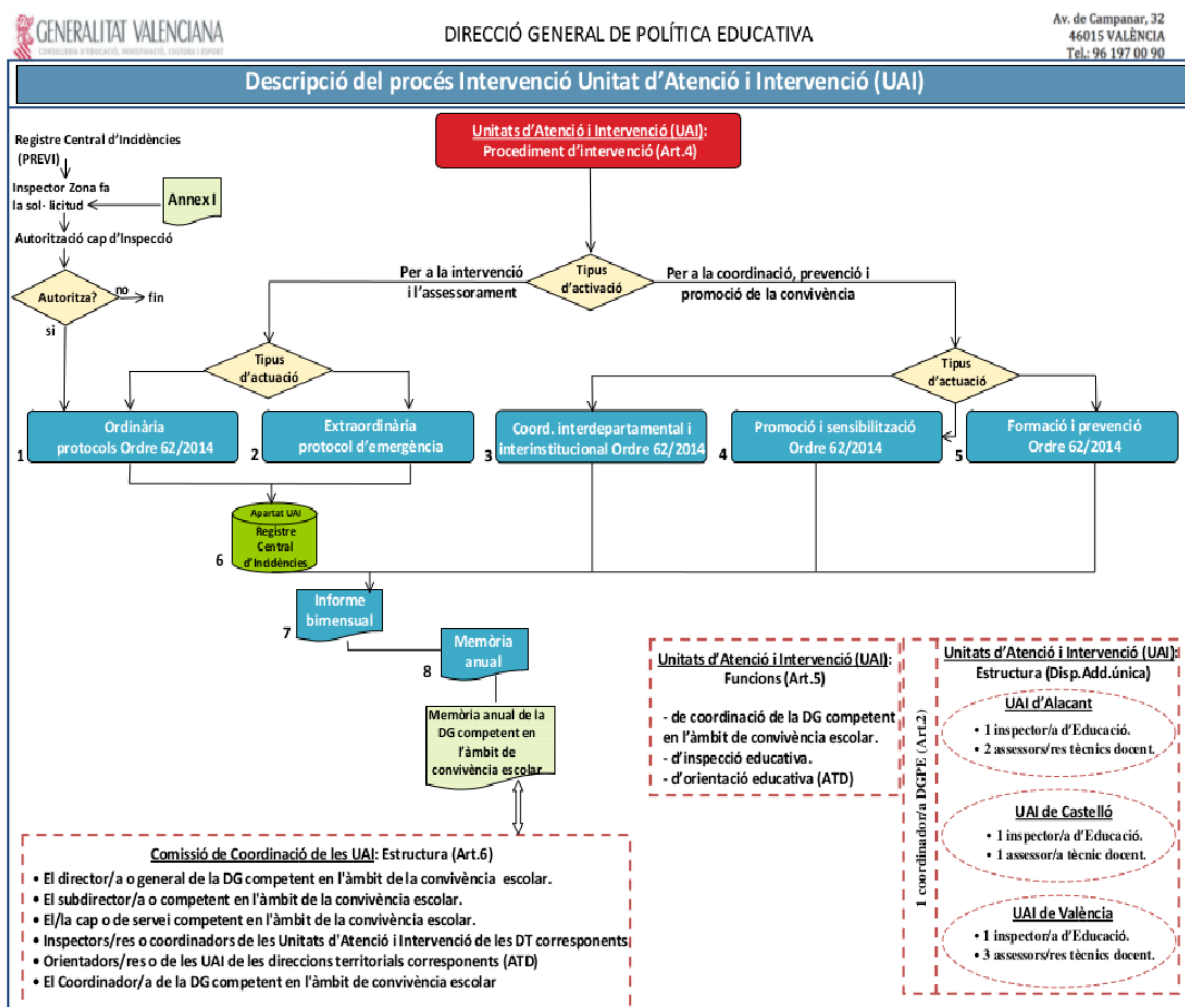 GENERALITAT VALENCIANA
CONSELLERIA D'EDUCACIÓ, INVESTIGACIÓ, CULTURA I ESPORT
DIRECCIÓ GENERAL DE POLÍTICA EDUCATIVA
Av. de Campanar, 32
46015 VALÈNCIA
Tel.: 96 197 00 90
Descripció del procés Intervenció Unitat d'Atenció i Intervenció (UAI)
Registre Central d'Incidències
(PREVI)
Inspector Zona fa
la sol·licitud
Annex I
Autorització cap d'Inspecció
Autoritza?
no
fin
si
Unitats d'Atenció i Intervenció (UAI):
Procediment d'intervenció (Art.4)
Tipus
d'activació
Per a la intervenció
i l'assessorament
Per a la coordinació, prevenció i
promoció de la convivència
Tipus
d'actuació
Tipus
d'actuació
1
Ordinària
protocols Ordre 62/2014
2
Extraordinària
protocol d'emergència
3
Coord. interdepartamental i
interinstitucional Ordre 62/2014
4
Promoció i sensibilització
Ordre 62/2014
5
Formació i prevenció
Ordre 62/2014
6
Apartat UAI
Registre
Central
d'Incidències
7
Informe
bimensual
8
Memòria
anual
Memòria anual de la
DG competent en
l'àmbit de
convivència escolar
Unitats d'Atenció i Intervenció (UAI):
Funcions (Art.5)
- de coordinació de la DG competent
en l'àmbit de convivència escolar.
- d'inspecció educativa.
- d'orientació educativa (ATD)
1 coordinador/a DGPE (Art.2)
Unitats d'Atenció i Intervenció (UAI):
Estructura (Disp.Add.única)
UAI d'Alacant
• 1 inspector/a d'Educació.
• 2 assessors/res tècnics docent.
UAI de Castelló
• 1 inspector/a d'Educació.
• 1 assessor/a tècnic docent.
UAI de València
• 1 inspector/a d'Educació.
• 3 assessors/res tècnics docent.
Comissió de Coordinació de les UAI: Estructura (Art.6)
• El director/a o general de la DG competent en l'àmbit de la convivència escolar.
• El subdirector/a o competent en l'àmbit de la convivència escolar.
• El/la cap o de servei competent en l'àmbit de la convivència escolar.
• Inspectors/res o coordinadors de les Unitats d'Atenció i Intervenció de les DT corresponents
• Orientadors/res o de les UAI de les direccions territorials corresponents (ATD)
• El Coordinador/a de la DG competent en l'àmbit de convivència escolar